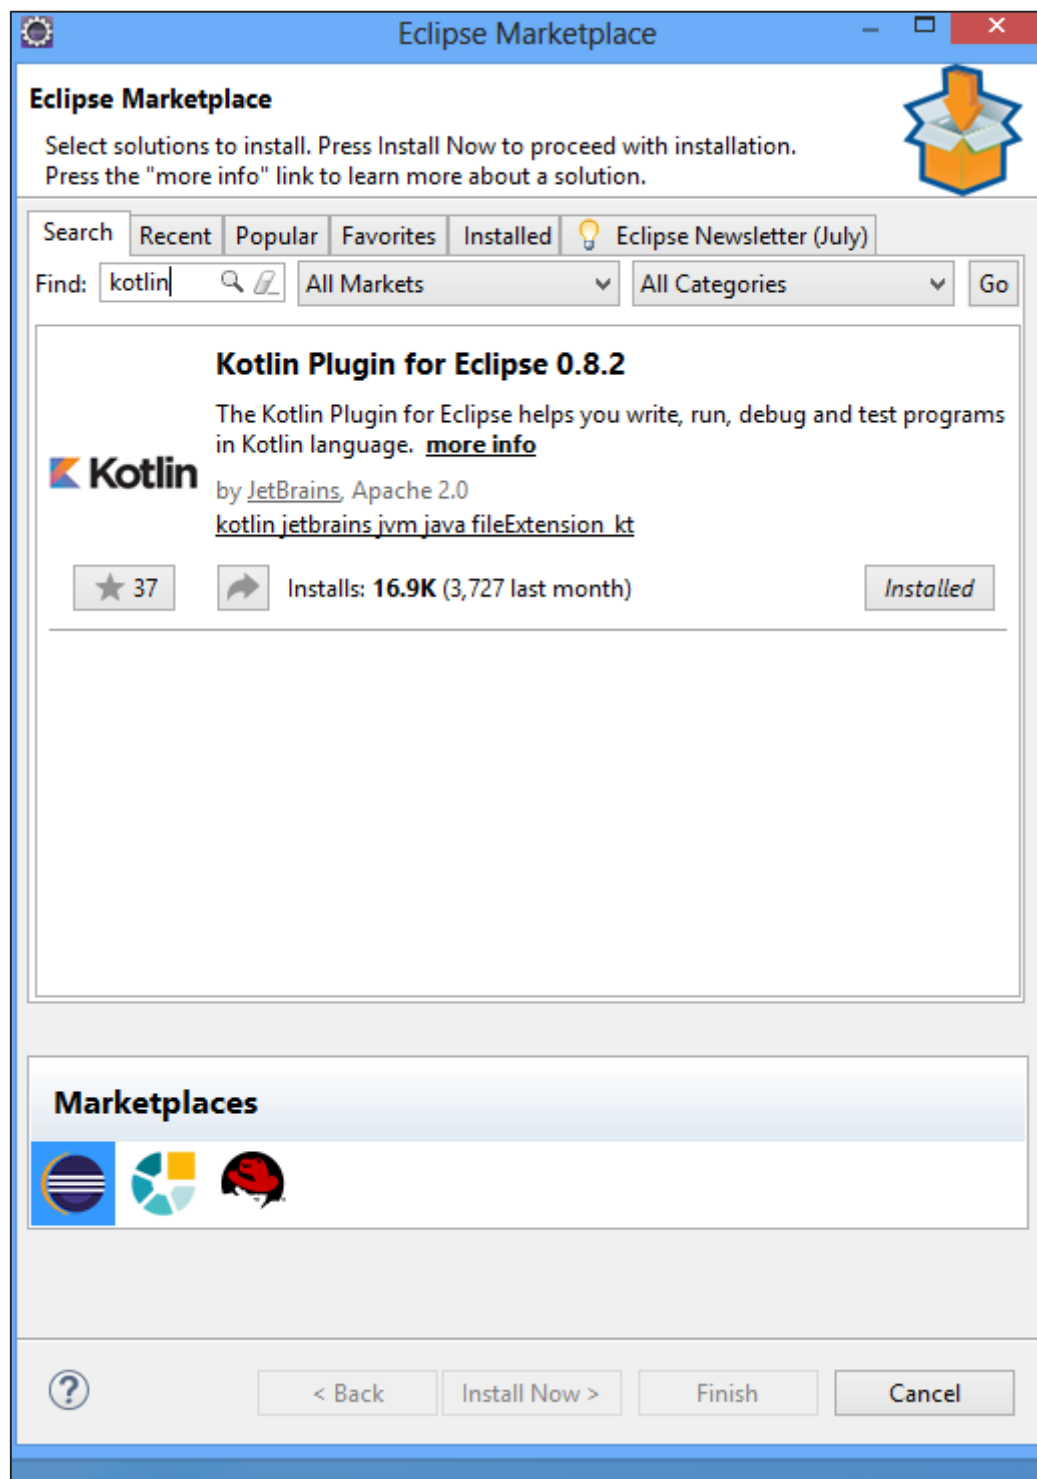 Eclipse Marketplace
Eclipse Marketplace
Select solutions to install. Press Install Now to proceed with installation.
Press the "more info" link to learn more about a solution.
Search Recent Popular Favorites Installed Eclipse Newsletter (July)
Find: kotlin All Markets All Categories Go
Kotlin Plugin for Eclipse 0.8.2
The Kotlin Plugin for Eclipse helps you write, run, debug and test programs
in Kotlin language. more info
Kotlin
by JetBrains, Apache 2.0
kotlin jetbrains jvm java fileExtension_kt
37 Installs: 16.9K (3,727 last month) Installed
Marketplaces
? < Back Install Now > Finish Cancel